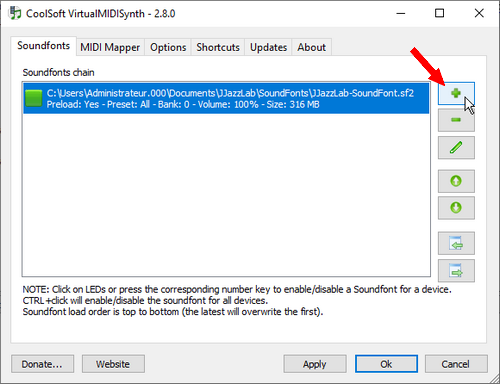 CoolSoft VirtualMIDISynth - 2.8.0
Soundfonts MIDI Mapper Options Shortcuts Updates About
Soundfonts chain
C:\Users\Administrateur.000\Documents\JJazzLab\SoundFonts\JJazzLab-SoundFont.sf2
Preload: Yes - Preset: All - Bank: 0 - Volume: 100% - Size: 316 MB
NOTE: Click on LEDs or press the corresponding number key to enable/disable a Soundfont for a device.
CTRL+click will enable/disable the soundfont for all devices.
Soundfont load order is top to bottom (the latest will overwrite the first).
Donate... Website Apply Ok Cancel